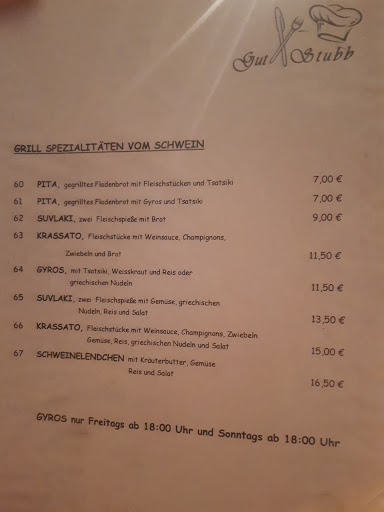 Gut Stubb
GRILL SPEZIALITÄTEN VOM SCHWEIN
60 PITA, gegrilltes Fladenbrot mit Fleischstücken und Tsatsiki 7,00 €
61 PITA, gegrilltes Fladenbrot mit Gyros und Tsatsiki 7,00 €
62 SUVLAKI, zwei Fleischspieße mit Brot 9,00 €
63 KRASSATO, Fleischstücke mit Weinsauce, Champignons,
Zwiebeln und Brot 11,50 €
64 GYROS, mit Tsatsiki, Weisskraut und Reis oder
griechischen Nudeln 11,50 €
65 SUVLAKI, zwei Fleischspieße mit Gemüse, griechischen
Nudeln, Reis und Salat 13,50 €
66 KRASSATO, Fleischstücke mit Weinsauce, Champignons, Zwiebeln
Gemüse, Reis, griechischen Nudeln und Salat 15,00 €
67 SCHWEINELENDCHEN mit Kräuterbutter, Gemüse
Reis und Salat 16,50 €
GYROS nur Freitags ab 18:00 Uhr und Sonntags ab 18:00 Uhr